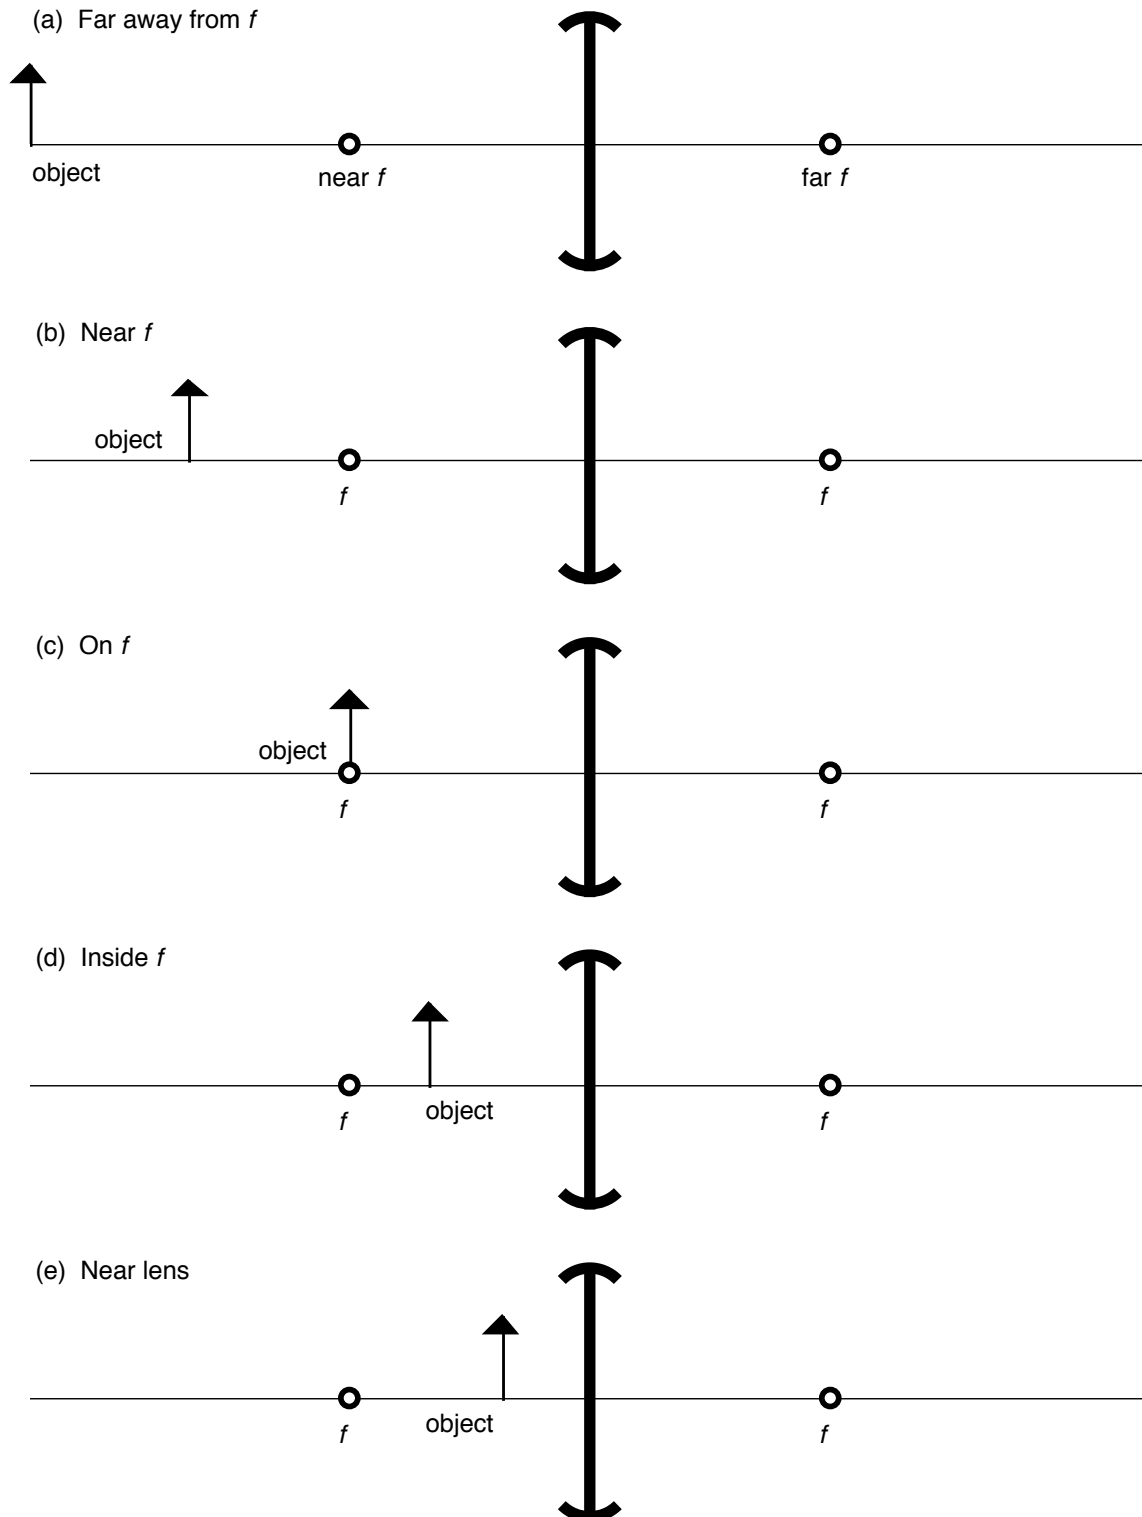 (a) Far away from f
object
near f
far f
(b) Near f
object
f
f
(c) On f
object
f
f
(d) Inside f
object
f
f
(e) Near lens
object
f
f